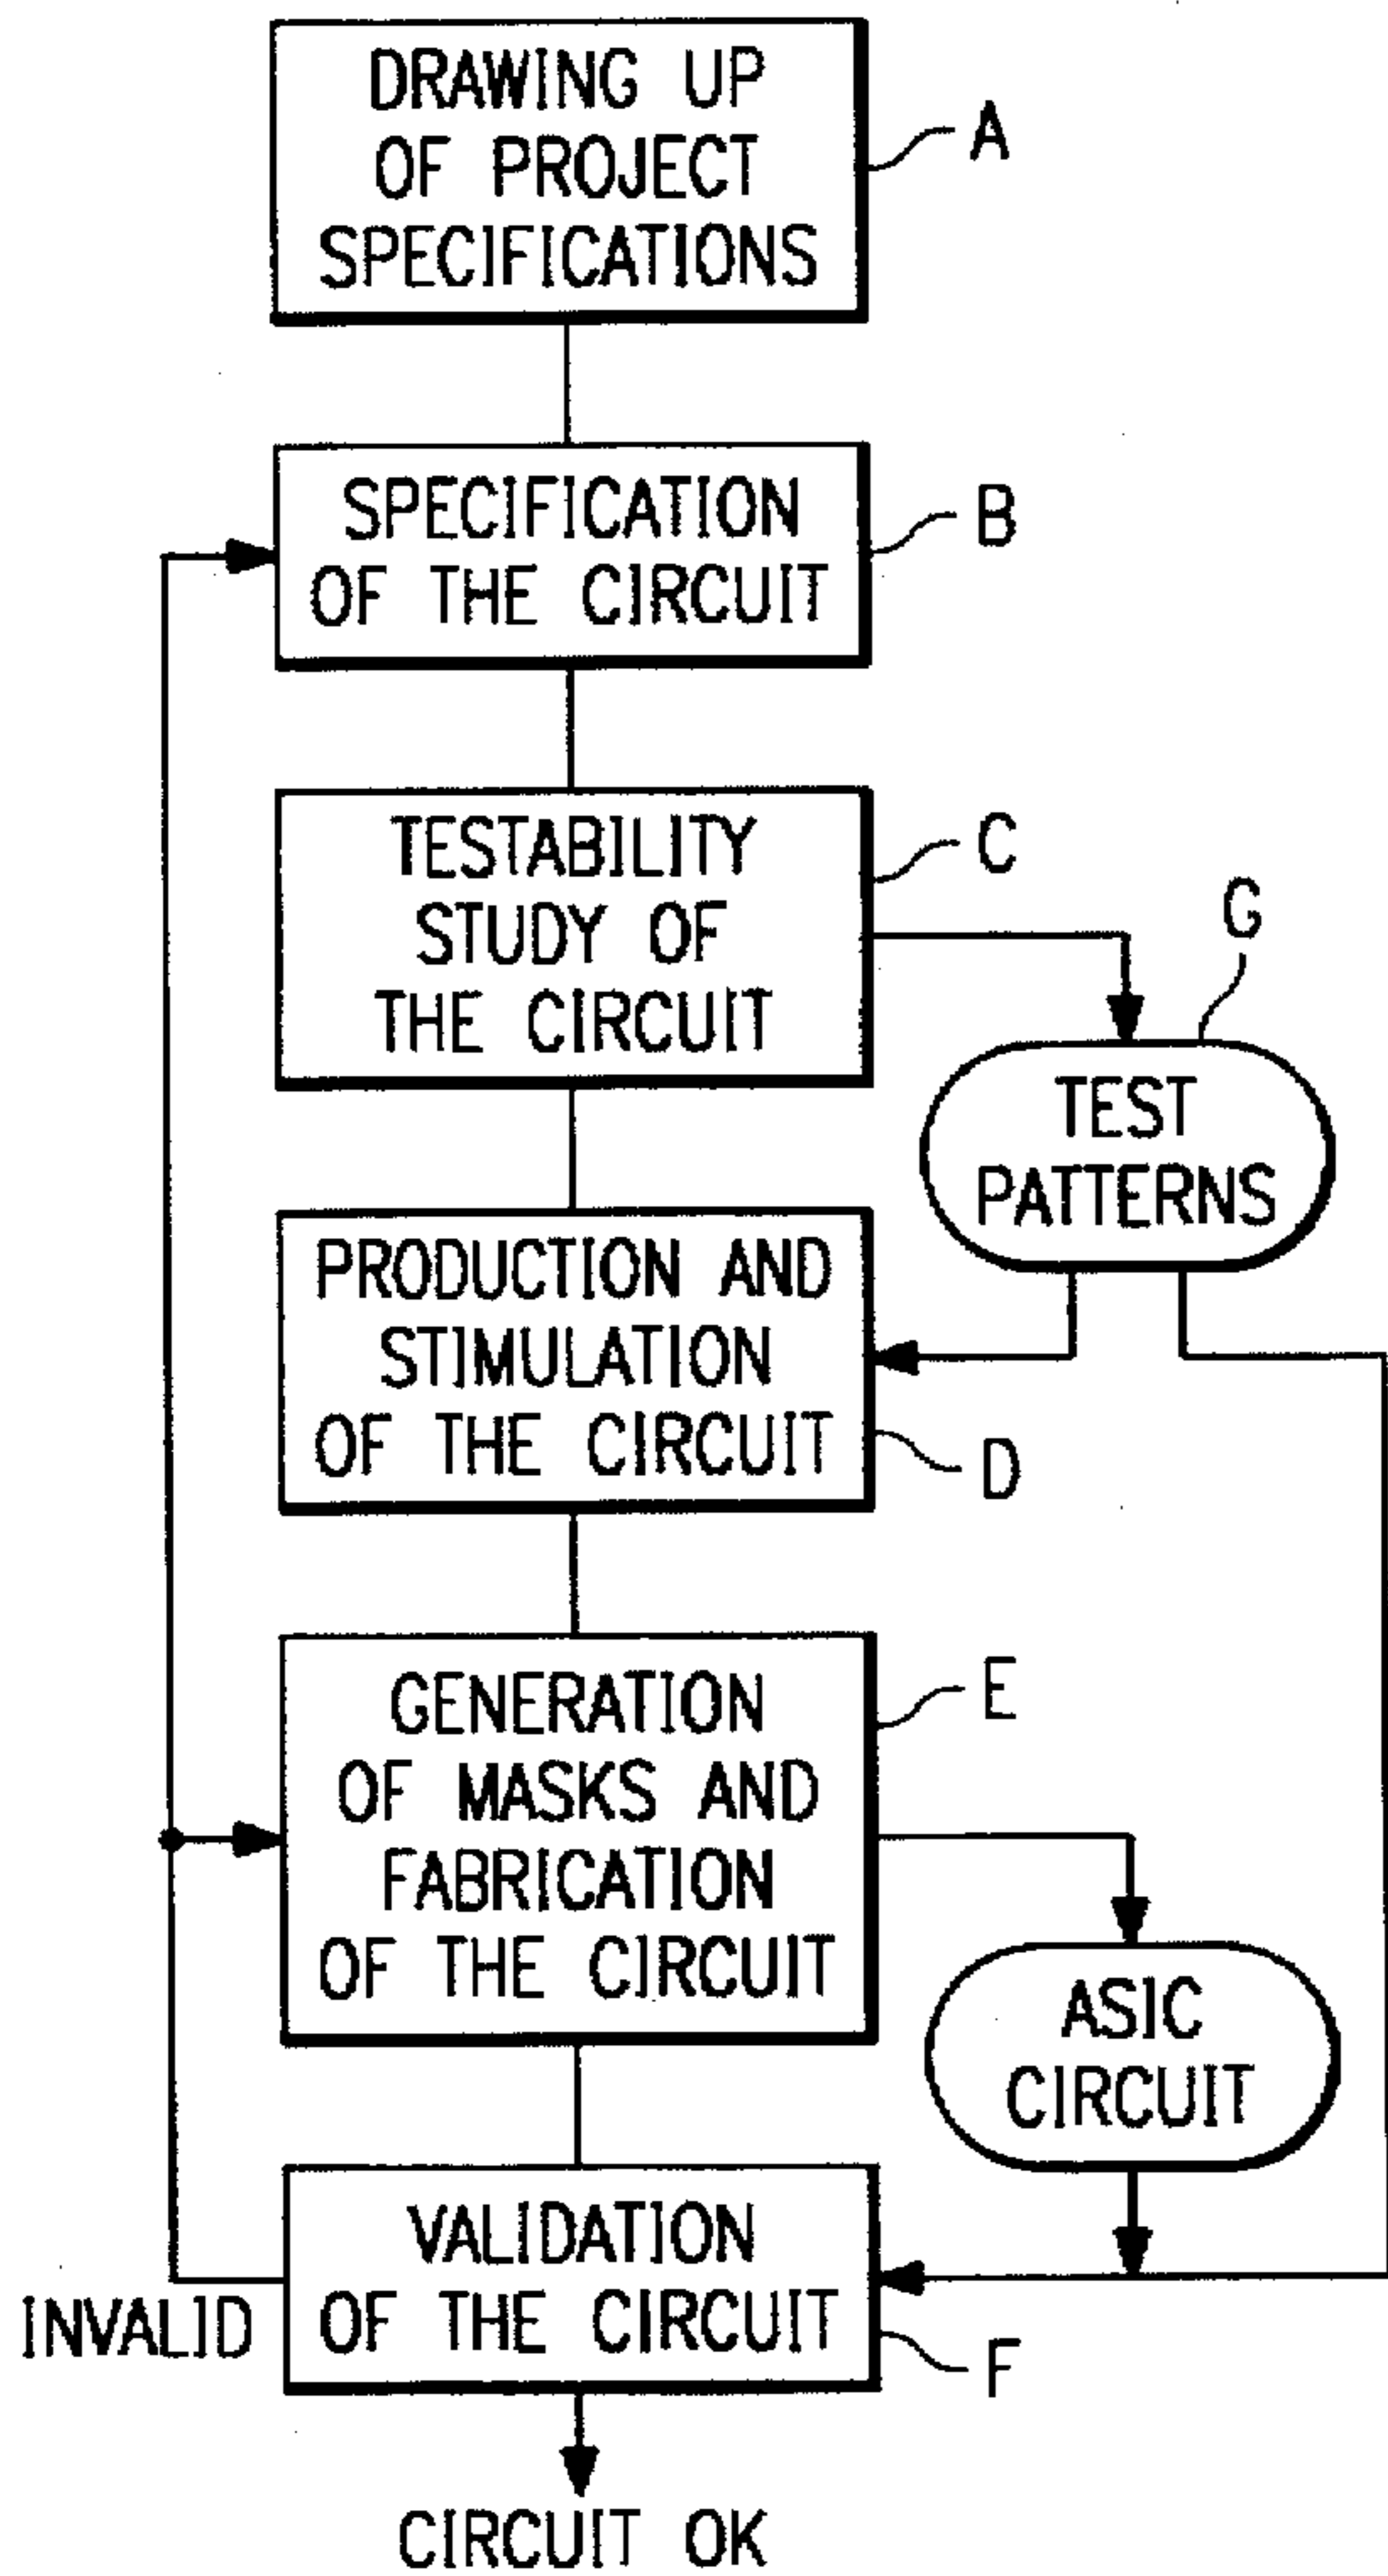 DRAWING UP
OF PROJECT
SPECIFICATIONS
A
SPECIFICATION
OF THE CIRCUIT
B
TESTABILITY
STUDY OF
THE CIRCUIT
C
G
TEST
PATTERNS
PRODUCTION AND
STIMULATION
OF THE CIRCUIT
D
GENERATION
OF MASKS AND
FABRICATION
OF THE CIRCUIT
E
ASIC
CIRCUIT
VALIDATION
OF THE CIRCUIT
INVALID
F
CIRCUIT OK